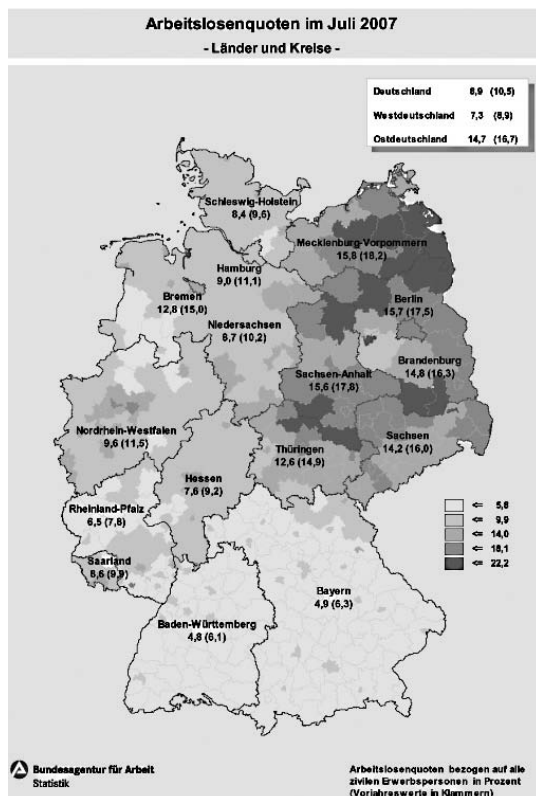 Arbeitslosenquoten im Juli 2007
- Länder und Kreise -
Deutschland 8,9 (10,5)
Westdeutschland 7,3 (8,9)
Ostdeutschland 14,7 (16,7)
Schleswig-Holstein
8,4 (9,6)
Mecklenburg-Vorpommern
15,8 (18,2)
Hamburg
9,0 (11,1)
Bremen
12,8 (15,0)
Berlin
15,7 (17,5)
Niedersachsen
8,7 (10,2)
Brandenburg
14,8 (16,3)
Sachsen-Anhalt
15,6 (17,8)
Nordrhein-Westfalen
9,6 (11,5)
Sachsen
14,2 (16,0)
Thüringen
12,6 (14,9)
Hessen
7,6 (9,2)
Rheinland-Pfalz
6,5 (7,8)
Saarland
8,6 (9,9)
Bayern
4,9 (6,3)
Baden-Württemberg
4,8 (6,1)
⇐ 5,8
⇐ 9,9
⇐ 14,0
⇐ 18,1
⇐ 22,2
Bundesagentur für Arbeit
Statistik
Arbeitslosenquoten bezogen auf alle
zivilen Erwerbspersonen in Prozent
(Vorjahreswerte in Klammern)